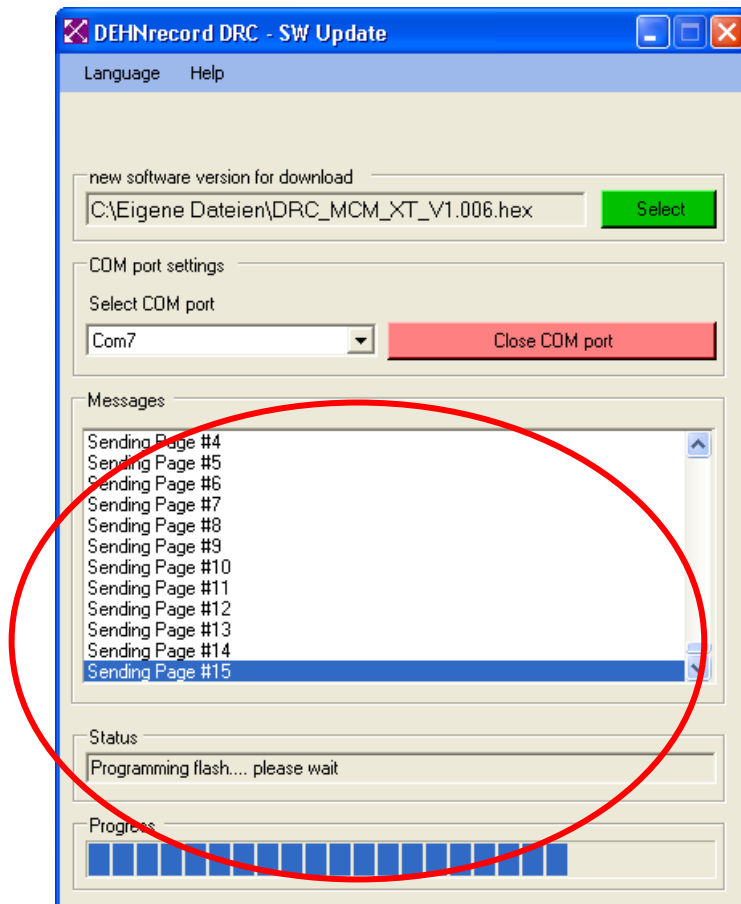 DEHNrecord DRC - SW Update
Language Help
new software version for download
C:\Eigene Dateien\DRC_MCM_XT_V1.006.hex Select
COM port settings
Select COM port
Com7 Close COM port
Messages
Sending Page #4
Sending Page #5
Sending Page #6
Sending Page #7
Sending Page #8
Sending Page #9
Sending Page #10
Sending Page #11
Sending Page #12
Sending Page #13
Sending Page #14
Sending Page #15
Status
Programming flash.... please wait
Progress